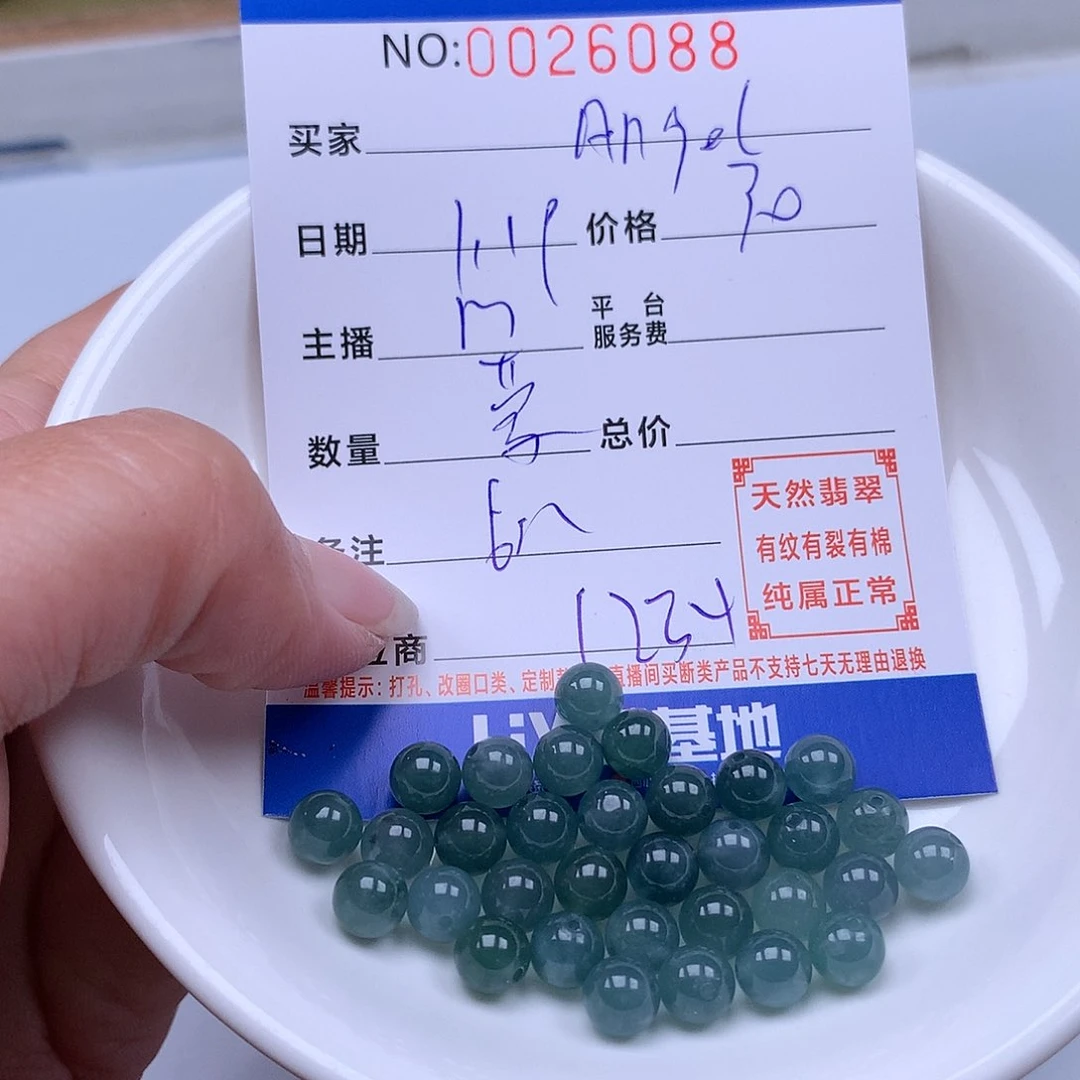 NO:0026088
买家 Angel
日期 价格
主播 m 平台
服务费
数量 总价
天然翡翠
有纹有裂有棉
备注
纯属正常
商 1234
温馨提示: 打孔、改圈口类、定制 直播间买断类产品不支持七天无理由退换
基地